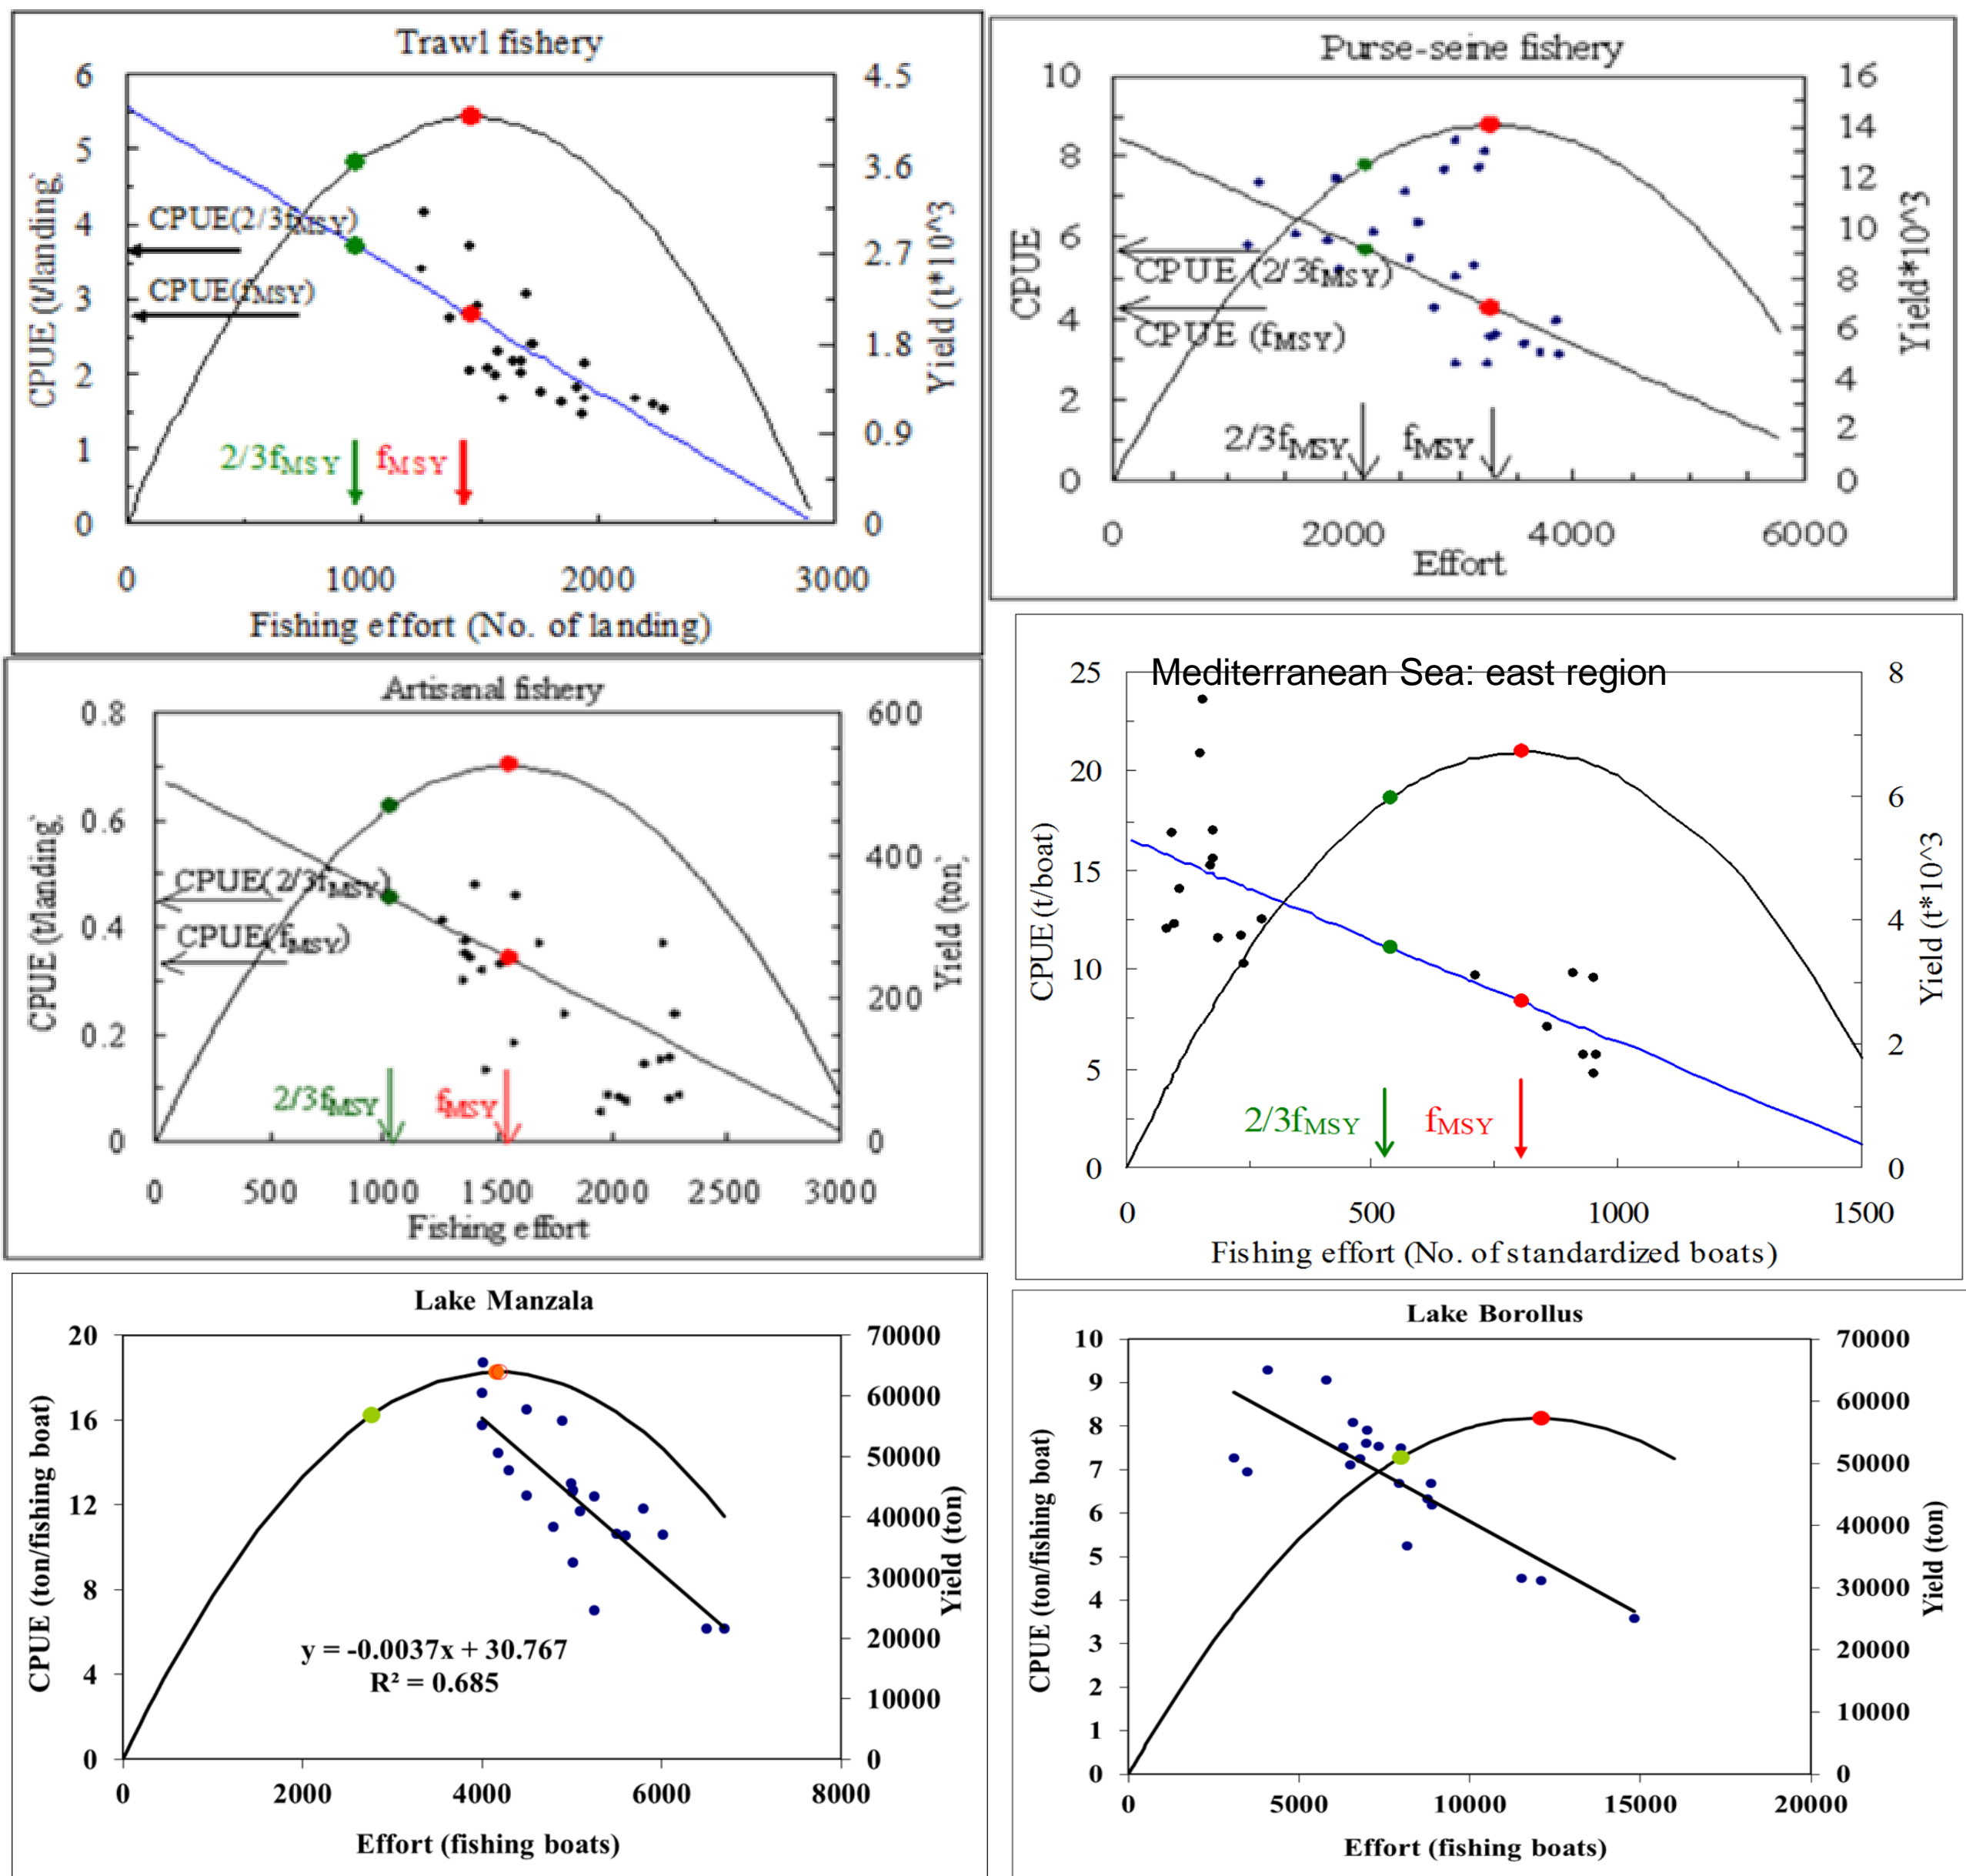 Trawl fishery
6
5
4
3
2
1
0
4.5
3.6
2.7
1.8
0.9
0
CPUE (t/landing)
Yield (t*10^3
CPUE(2/3fMSY)
CPUE(fMSY)
2/3fMSY
fMSY
0 1000 2000 3000
Fishing effort (No. of landing)
Purse-seine fishery
10
8
6
4
2
0
16
14
12
10
8
6
4
2
0
CPUE
Yield*10^3
CPUE (2/3fMSY)
CPUE (fMSY)
2/3fMSY
fMSY
0 2000 4000 6000
Effort
Artisanal fishery
0.8
0.6
0.4
0.2
0
600
400
200
0
CPUE (t/landing)
Yield (ton)
CPUE(2/3fMSY)
CPUE(fMSY)
2/3fMSY
fMSY
0 500 1000 1500 2000 2500 3000
Fishing effort
Mediterranean Sea: east region
25
20
15
10
5
0
8
6
4
2
0
CPUE (t/boat)
Yield (t*10^3
2/3fMSY
fMSY
0 500 1000 1500
Fishing effort (No. of standardized boats)
Lake Manzala
20
16
12
8
4
0
70000
60000
50000
40000
30000
20000
10000
0
CPUE (ton/fishing boat)
Yield (ton)
y = -0.0037x + 30.767
R² = 0.685
0 2000 4000 6000 8000
Effort (fishing boats)
Lake Borollus
10
9
8
7
6
5
4
3
2
1
0
70000
60000
50000
40000
30000
20000
10000
0
CPUE (ton/fishing boat)
Yield (ton)
0 5000 10000 15000 20000
Effort (fishing boats)